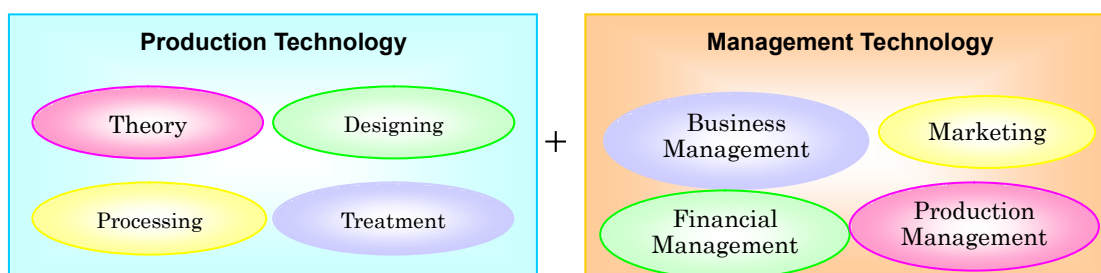 Production Technology
Theory
Designing
Processing
Treatment
+
Management Technology
Business
Management
Marketing
Financial
Management
Production
Management